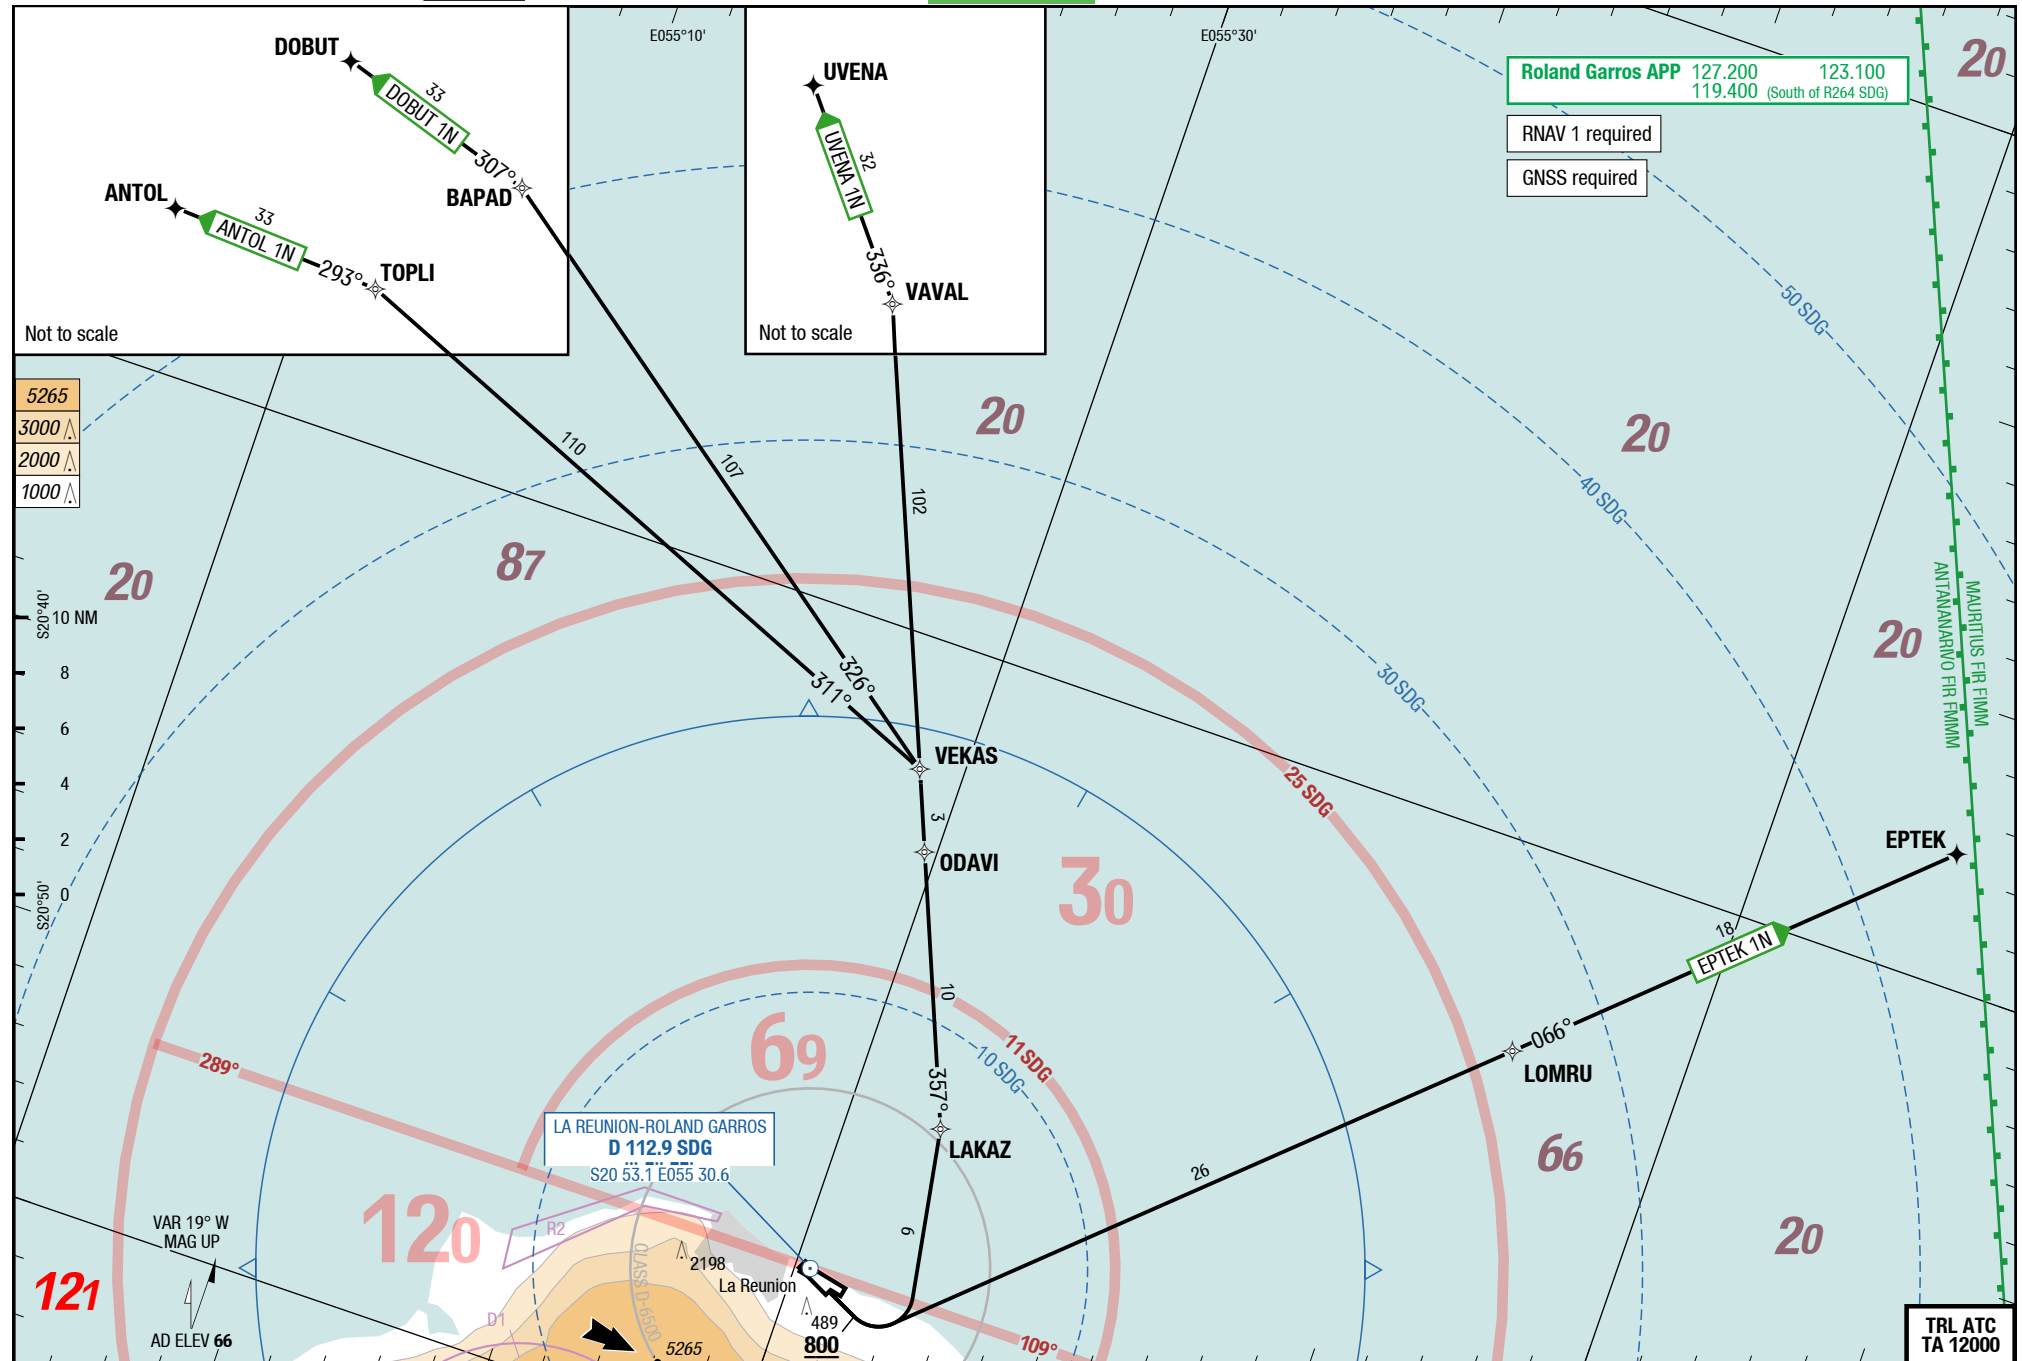 E055°10'
E055°30'
DOBUT
33
DOBUT 1N
307°
BAPAD
ANTOL
33
ANTOL 1N
293°
TOPLI
Not to scale
UVENA
32
UVENA 1N
336°
VAVAL
Not to scale
Roland Garros APP 127.200 123.100
119.400 (South of R264 SDG)
RNAV 1 required
GNSS required
20
50 SDG
5265
3000
2000
1000
20
20
110
107
102
40 SDG
87
20
20
MAURITIUS FIR FIMM
ANTANANARIVO FIR FMMM
S20°40'
10 NM
8
6
4
2
0
S20°50'
326°
311°
30 SDG
VEKAS
25 SDG
3
ODAVI
30
EPTEK
18
EPTEK 1N
066°
LOMRU
10
69
11 SDG
10 SDG
289°
357°
LAKAZ
LA REUNION-ROLAND GARROS
D 112.9 SDG
S20 53.1 E055 30.6
26
66
120
R2
6
20
VAR 19° W
MAG UP
121
AD ELEV 66
2198
La Reunion
CLASS D-6500
D1
489
800
5265
109°
TRL ATC
TA 12000